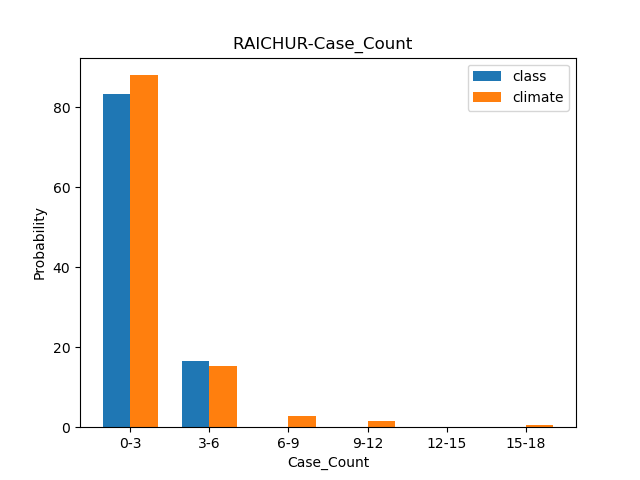 RAICHUR-Case_Count
class
climate
Probability
80
60
40
20
0
0-3 3-6 6-9 9-12 12-15 15-18
Case_Count